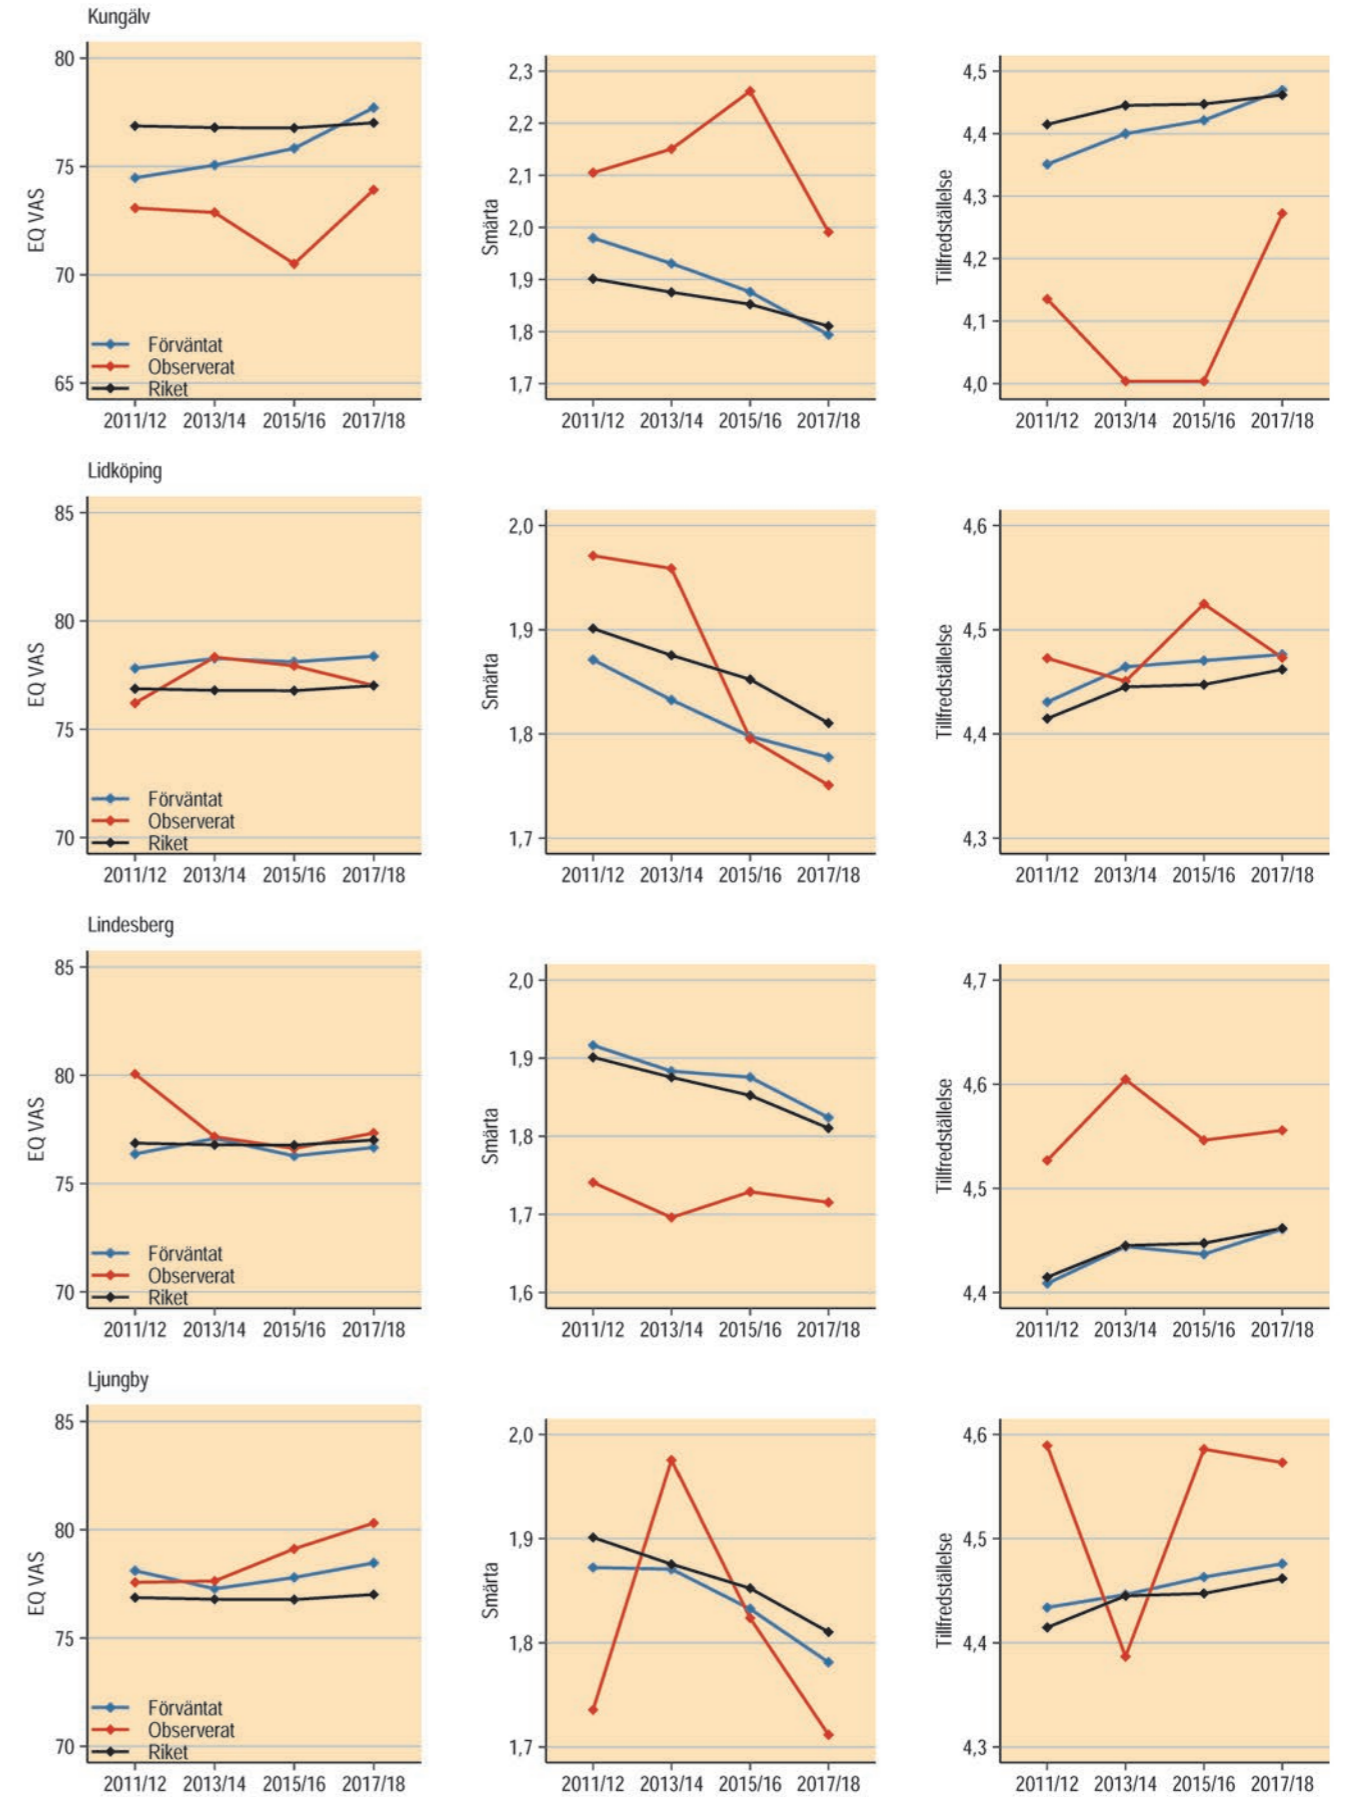 Kungälv
80
75
70
65
EQ VAS
Förväntat
Observerat
Riket
2011/12 2013/14 2015/16 2017/18
2,3
2,2
2,1
2,0
1,9
1,8
1,7
Smärta
2011/12 2013/14 2015/16 2017/18
4,5
4,4
4,3
4,2
4,1
4,0
Tillfredställelse
2011/12 2013/14 2015/16 2017/18
Lidköping
85
80
75
70
EQ VAS
Förväntat
Observerat
Riket
2011/12 2013/14 2015/16 2017/18
2,0
1,9
1,8
1,7
Smärta
2011/12 2013/14 2015/16 2017/18
4,6
4,5
4,4
4,3
Tillfredställelse
2011/12 2013/14 2015/16 2017/18
Lindesberg
85
80
75
70
EQ VAS
Förväntat
Observerat
Riket
2011/12 2013/14 2015/16 2017/18
2,0
1,9
1,8
1,7
1,6
Smärta
2011/12 2013/14 2015/16 2017/18
4,7
4,6
4,5
4,4
Tillfredställelse
2011/12 2013/14 2015/16 2017/18
Ljungby
85
80
75
70
EQ VAS
Förväntat
Observerat
Riket
2011/12 2013/14 2015/16 2017/18
2,0
1,9
1,8
1,7
Smärta
2011/12 2013/14 2015/16 2017/18
4,6
4,5
4,4
4,3
Tillfredställelse
2011/12 2013/14 2015/16 2017/18